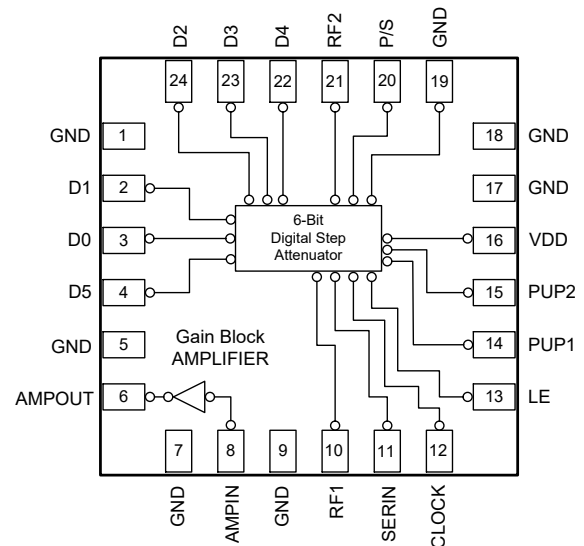 D2
D3
D4
RF2
P/S
GND
24
23
22
21
20
19
GND
1
18
GND
D1
2
17
GND
D0
3
6-Bit
Digital Step
Attenuator
16
VDD
D5
4
15
PUP2
GND
5
Gain Block
AMPLIFIER
14
PUP1
AMPOUT
6
13
LE
7
8
9
10
11
12
GND
AMPIN
GND
RF1
SERIN
CLOCK